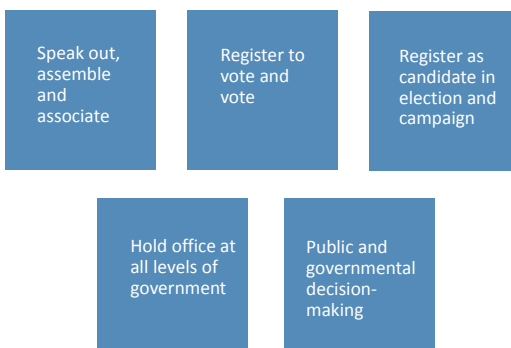 Speak out,
assemble
and
associate
Register to
vote and
vote
Register as
candidate in
election and
campaign
Hold office at
all levels of
government
Public and
governmental
decision-
making